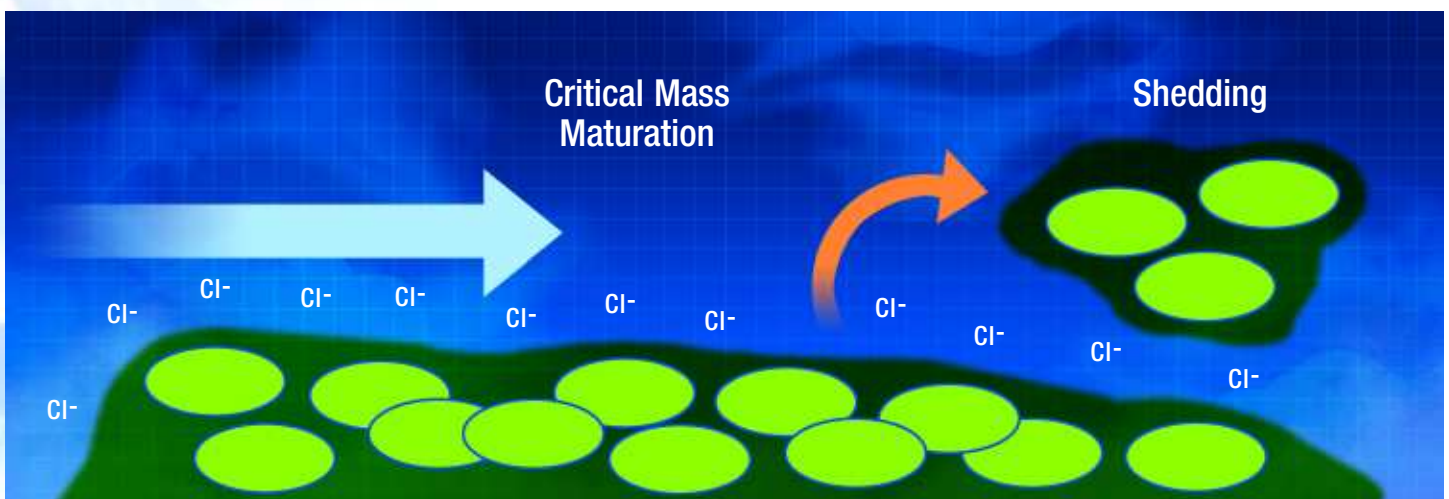 Critical Mass
Maturation
Shedding
Cl-
Cl-
Cl-
Cl-
Cl-
Cl-
Cl-
Cl-
Cl-
Cl-
Cl-
Cl-